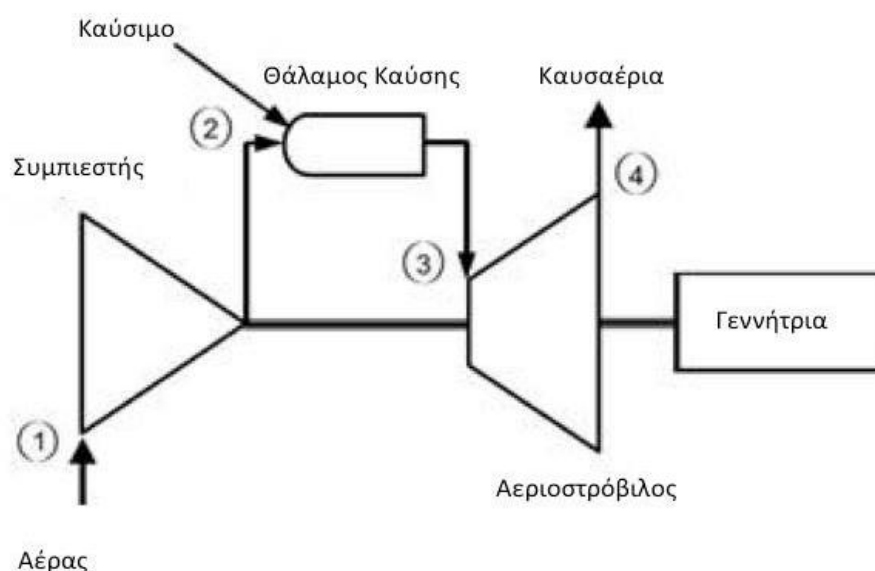 Καύσιμο
Θάλαμος Καύσης
Καυσαέρια
2
Συμπιεστής
4
3
Γεννήτρια
1
Αεριοστρόβιλος
Αέρας